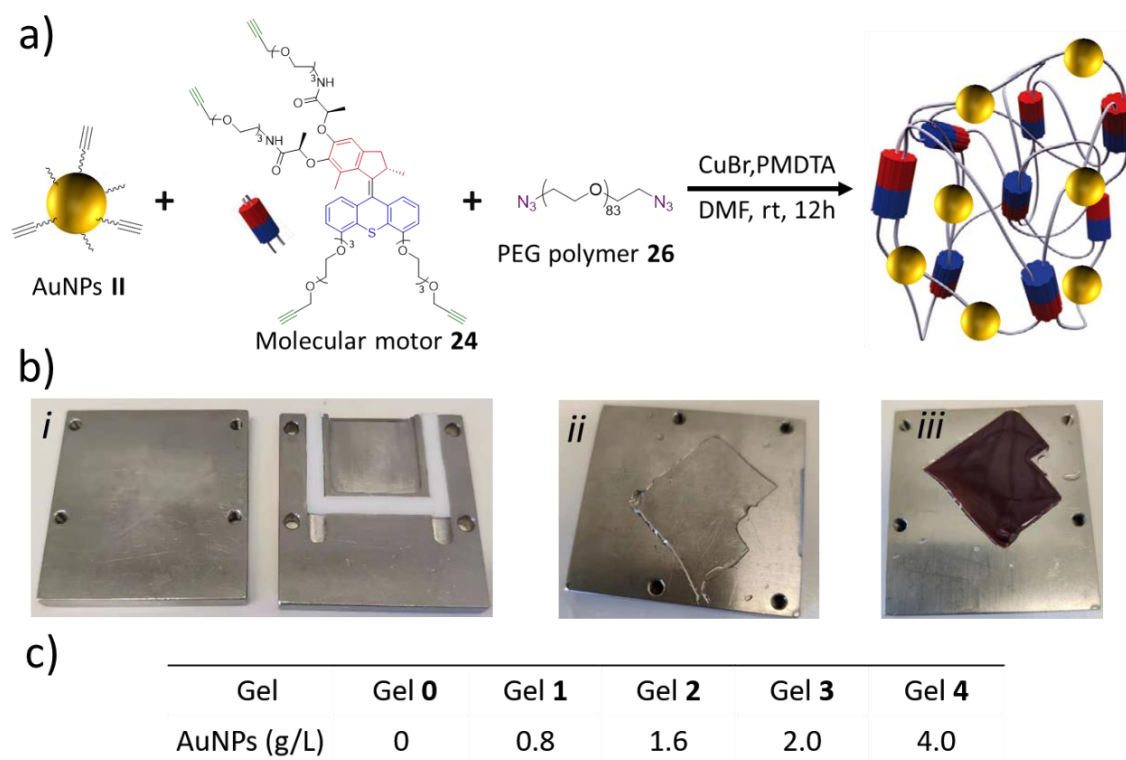 a)
O
3
NH
O
O
O
3
NH
O
O
S
O
3
O
O
3
O
N₃
O
83
N₃
+
+
CuBr,PMDTA
DMF, rt, 12h
AuNPs II
Molecular motor 24
PEG polymer 26
b)
i
ii
iii
c)
Gel Gel 0 Gel 1 Gel 2 Gel 3 Gel 4
AuNPs (g/L) 0 0.8 1.6 2.0 4.0